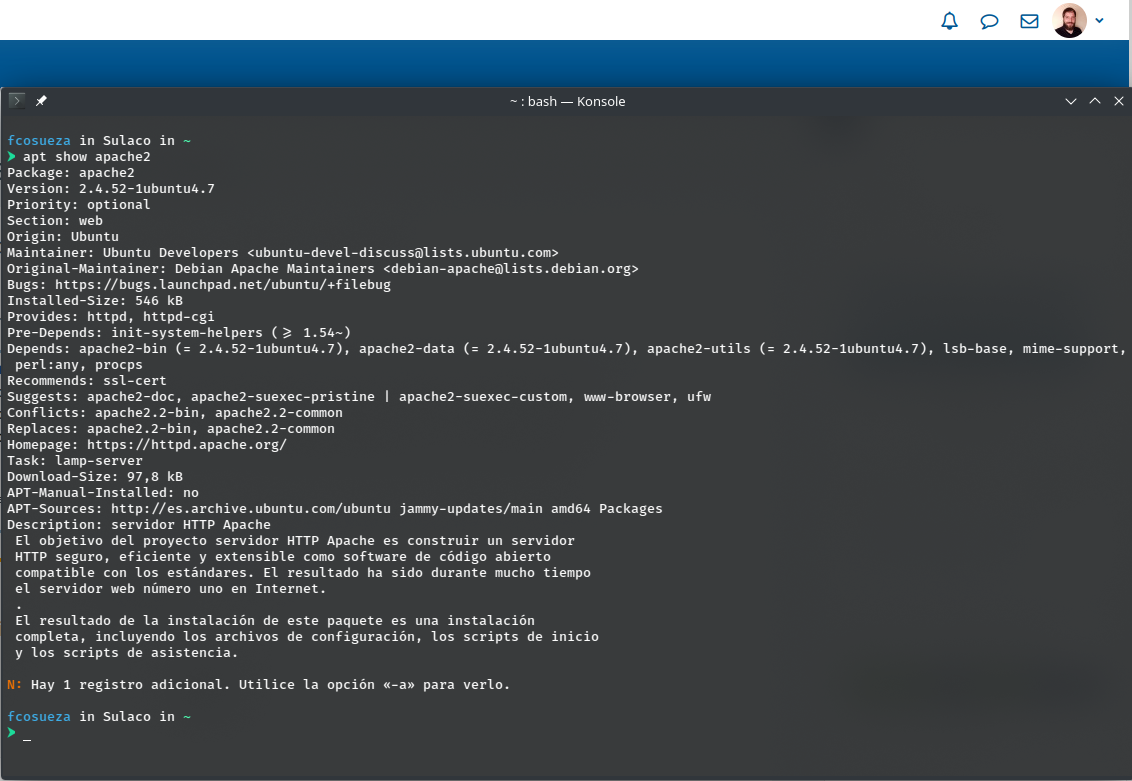 ~ : bash — Konsole
fcosueza in Sulaco in ~
❯ apt show apache2
Package: apache2
Version: 2.4.52-1ubuntu4.7
Priority: optional
Section: web
Origin: Ubuntu
Maintainer: Ubuntu Developers <ubuntu-devel-discuss@lists.ubuntu.com>
Original-Maintainer: Debian Apache Maintainers <debian-apache@lists.debian.org>
Bugs: https://bugs.launchpad.net/ubuntu/+filebug
Installed-Size: 546 kB
Provides: httpd, httpd-cgi
Pre-Depends: init-system-helpers (>= 1.54~)
Depends: apache2-bin (= 2.4.52-1ubuntu4.7), apache2-data (= 2.4.52-1ubuntu4.7), apache2-utils (= 2.4.52-1ubuntu4.7), lsb-base, mime-support,
perl:any, procps
Recommends: ssl-cert
Suggests: apache2-doc, apache2-suexec-pristine | apache2-suexec-custom, www-browser, ufw
Conflicts: apache2.2-bin, apache2.2-common
Replaces: apache2.2-bin, apache2.2-common
Homepage: https://httpd.apache.org/
Task: lamp-server
Download-Size: 97,8 kB
APT-Manual-Installed: no
APT-Sources: http://es.archive.ubuntu.com/ubuntu jammy-updates/main amd64 Packages
Description: servidor HTTP Apache
El objetivo del proyecto servidor HTTP Apache es construir un servidor
HTTP seguro, eficiente y extensible como software de código abierto
compatible con los estándares. El resultado ha sido durante mucho tiempo
el servidor web número uno en Internet.
.
El resultado de la instalación de este paquete es una instalación
completa, incluyendo los archivos de configuración, los scripts de inicio
y los scripts de asistencia.
N: Hay 1 registro adicional. Utilice la opción «-a» para verlo.
fcosueza in Sulaco in ~
❯ _